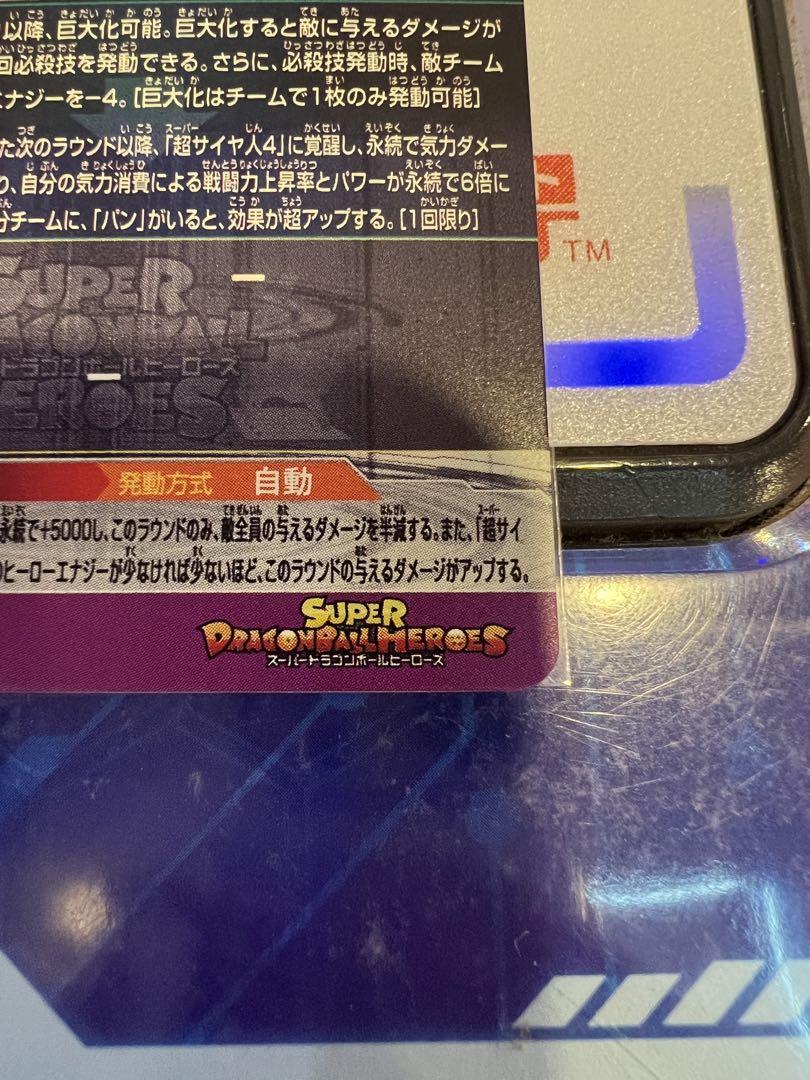 以降、巨大化可能。巨大化すると敵に与えるダメージが
回必殺技を発動できる。さらに、必殺技発動時、敵チーム
エナジーを−4。[巨大化はチームで1枚のみ発動可能]
た次のラウンド以降、「超サイヤ人4」に覚醒し、永続で気力ダメー
り、自分の気力消費による戦闘力上昇率とパワーが永続で6倍に
分チームに、「パン」がいると、効果が超アップする。[1回限り]
TM
SUPER
DRAGONBALL
ドラゴンボールヒーローズ
HEROES
発動方式 自動
永続で+5000し、このラウンドのみ、敵全員の与えるダメージを半減する。また、「超サイ
のヒーローエナジーが少なければ少ないほど、このラウンドの与えるダメージがアップする。
SUPER
DRAGONBALL HEROES
スーパードラゴンボールヒーローズ